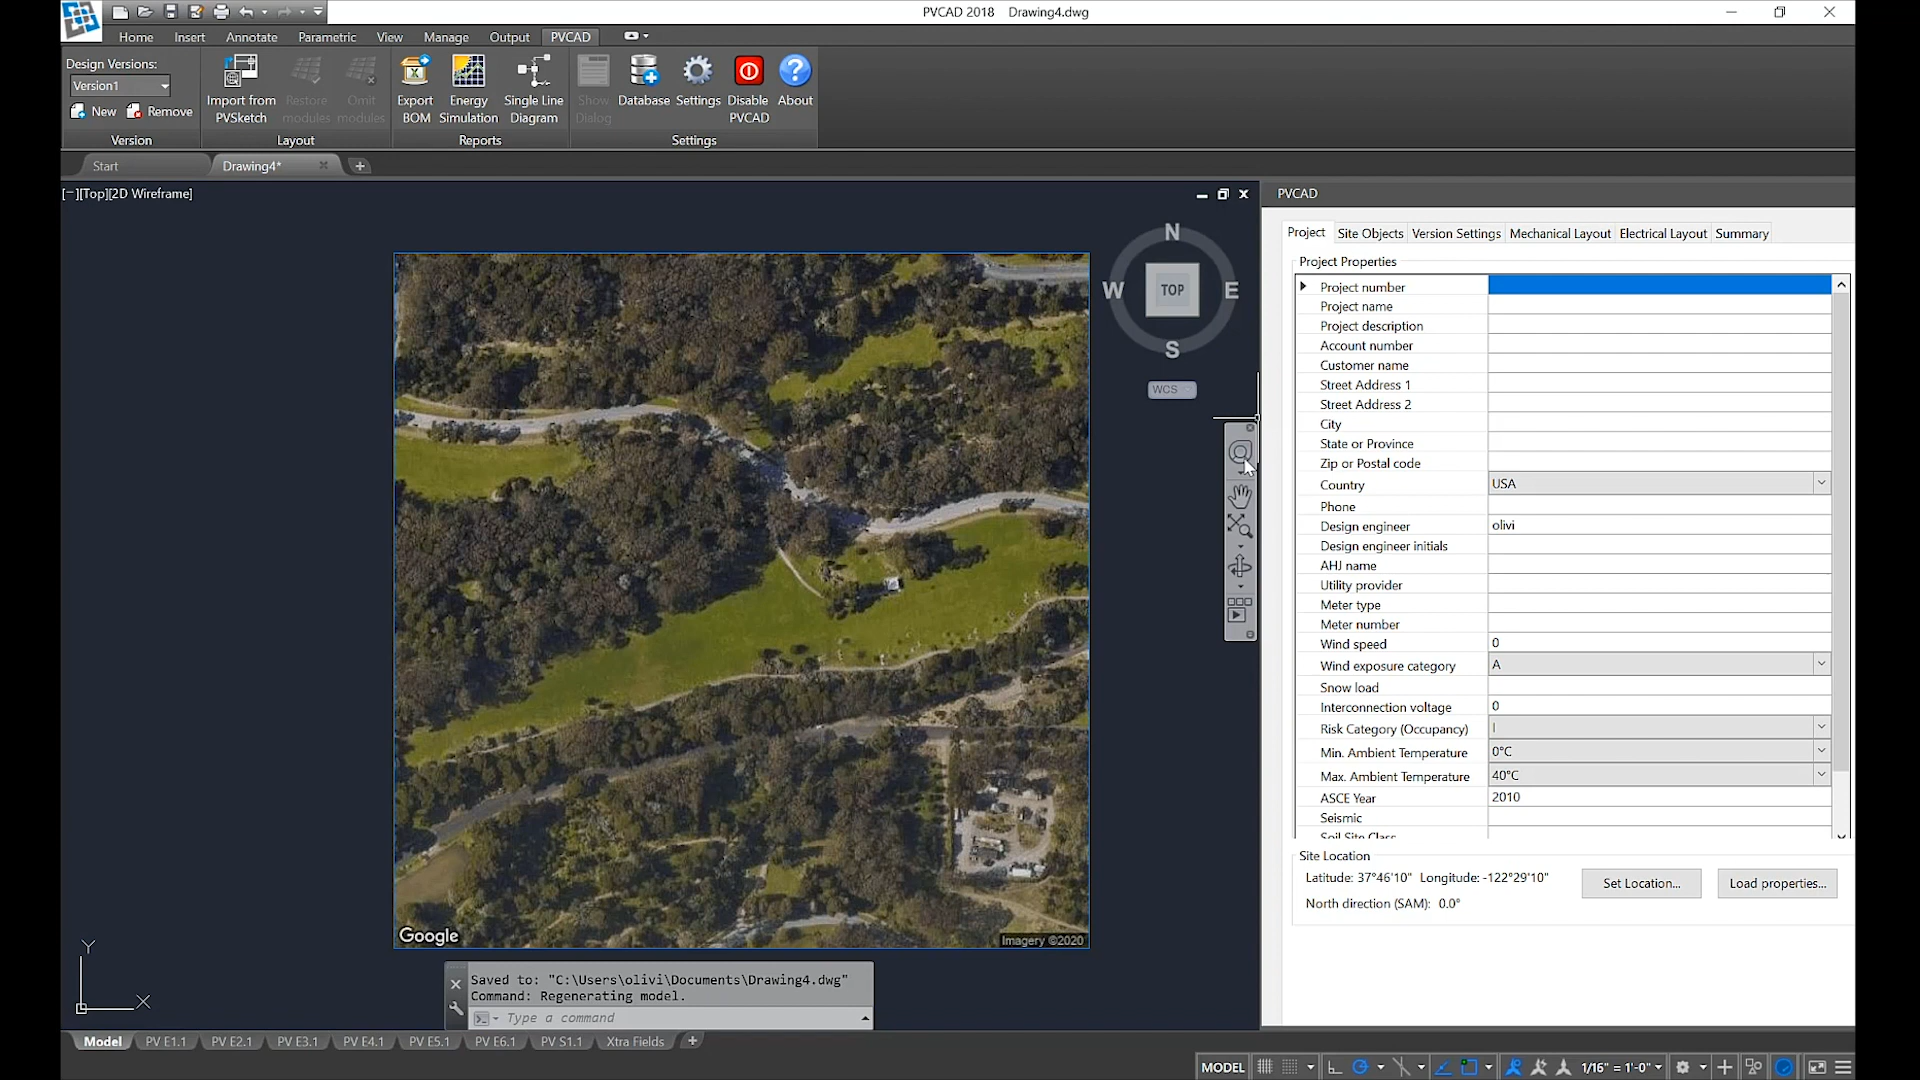 PVCAD 2018 Drawing4.dwg
Home Insert Annotate Parametric View Manage Output PVCAD
Design Versions:
Version1
New Remove
Version
Import from PVSketch
Restore modules
Omit modules
Layout
Export BOM
Energy Simulation
Single Line Diagram
Reports
Show Dialog
Database
Settings
Disable PVCAD
About
Settings
Start Drawing4*
[−][Top][2D Wireframe]
N
W TOP E
S
WCS
Google
Imagery ©2020
Y
X
Saved to: "C:\Users\olivi\Documents\Drawing4.dwg"
Command: Regenerating model.
Type a command
PVCAD
Project Site Objects Version Settings Mechanical Layout Electrical Layout Summary
Project Properties
Project number
Project name
Project description
Account number
Customer name
Street Address 1
Street Address 2
City
State or Province
Zip or Postal code
Country USA
Phone
Design engineer olivi
Design engineer initials
AHJ name
Utility provider
Meter type
Meter number
Wind speed 0
Wind exposure category A
Snow load
Interconnection voltage 0
Risk Category (Occupancy) I
Min. Ambient Temperature 0°C
Max. Ambient Temperature 40°C
ASCE Year 2010
Seismic
Soil Site Class
Site Location
Latitude: 37°46'10" Longitude: -122°29'10"
North direction (SAM): 0.0°
Set Location... Load properties...
Model PV E1.1 PV E2.1 PV E3.1 PV E4.1 PV E5.1 PV E6.1 PV S1.1 Xtra Fields
MODEL 1/16" = 1'-0"